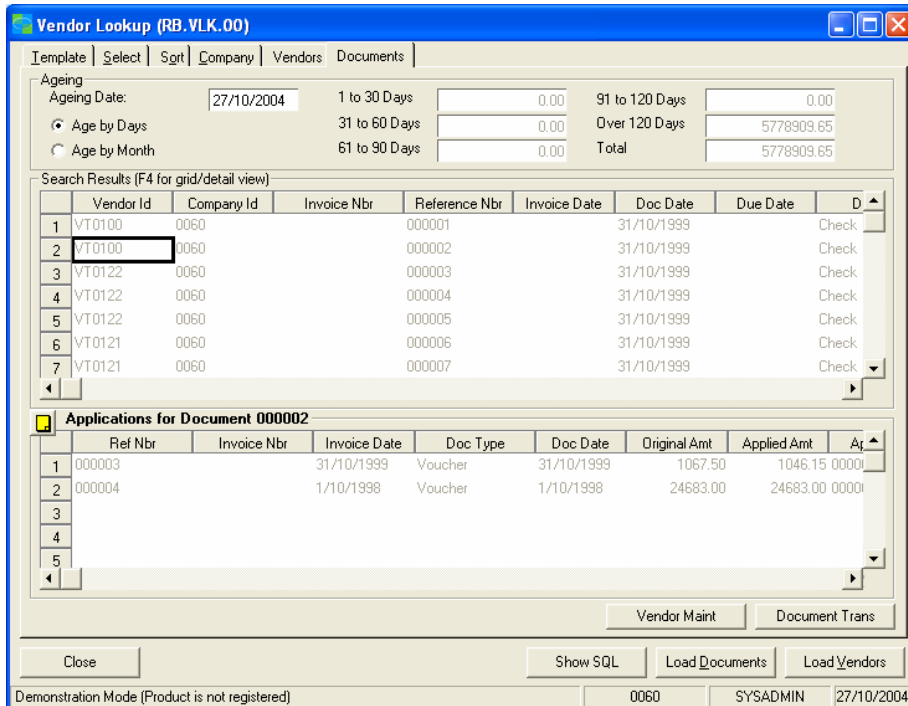 Vendor Lookup (RB.VLK.00)
Template Select Sort Company Vendors Documents
Ageing
Ageing Date: 27/10/2004 1 to 30 Days 0.00 91 to 120 Days 0.00
Age by Days 31 to 60 Days 0.00 Over 120 Days 5778909.65
Age by Month 61 to 90 Days 0.00 Total 5778909.65
Search Results (F4 for grid/detail view)
Vendor Id Company Id Invoice Nbr Reference Nbr Invoice Date Doc Date Due Date D
1 VT0100 0060 000001 31/10/1999 Check
2 VT0100 0060 000002 31/10/1999 Check
3 VT0122 0060 000003 31/10/1999 Check
4 VT0122 0060 000004 31/10/1999 Check
5 VT0122 0060 000005 31/10/1999 Check
6 VT0121 0060 000006 31/10/1999 Check
7 VT0121 0060 000007 31/10/1999 Check
Applications for Document 000002
Ref Nbr Invoice Nbr Invoice Date Doc Type Doc Date Original Amt Applied Amt
1 000003 31/10/1999 Voucher 31/10/1999 1067.50 1046.15 0000
2 000004 1/10/1998 Voucher 1/10/1998 24683.00 24683.00 0000
3
4
5
Vendor Maint Document Trans
Close Show SQL Load Documents Load Vendors
Demonstration Mode (Product is not registered) 0060 SYSADMIN 27/10/2004